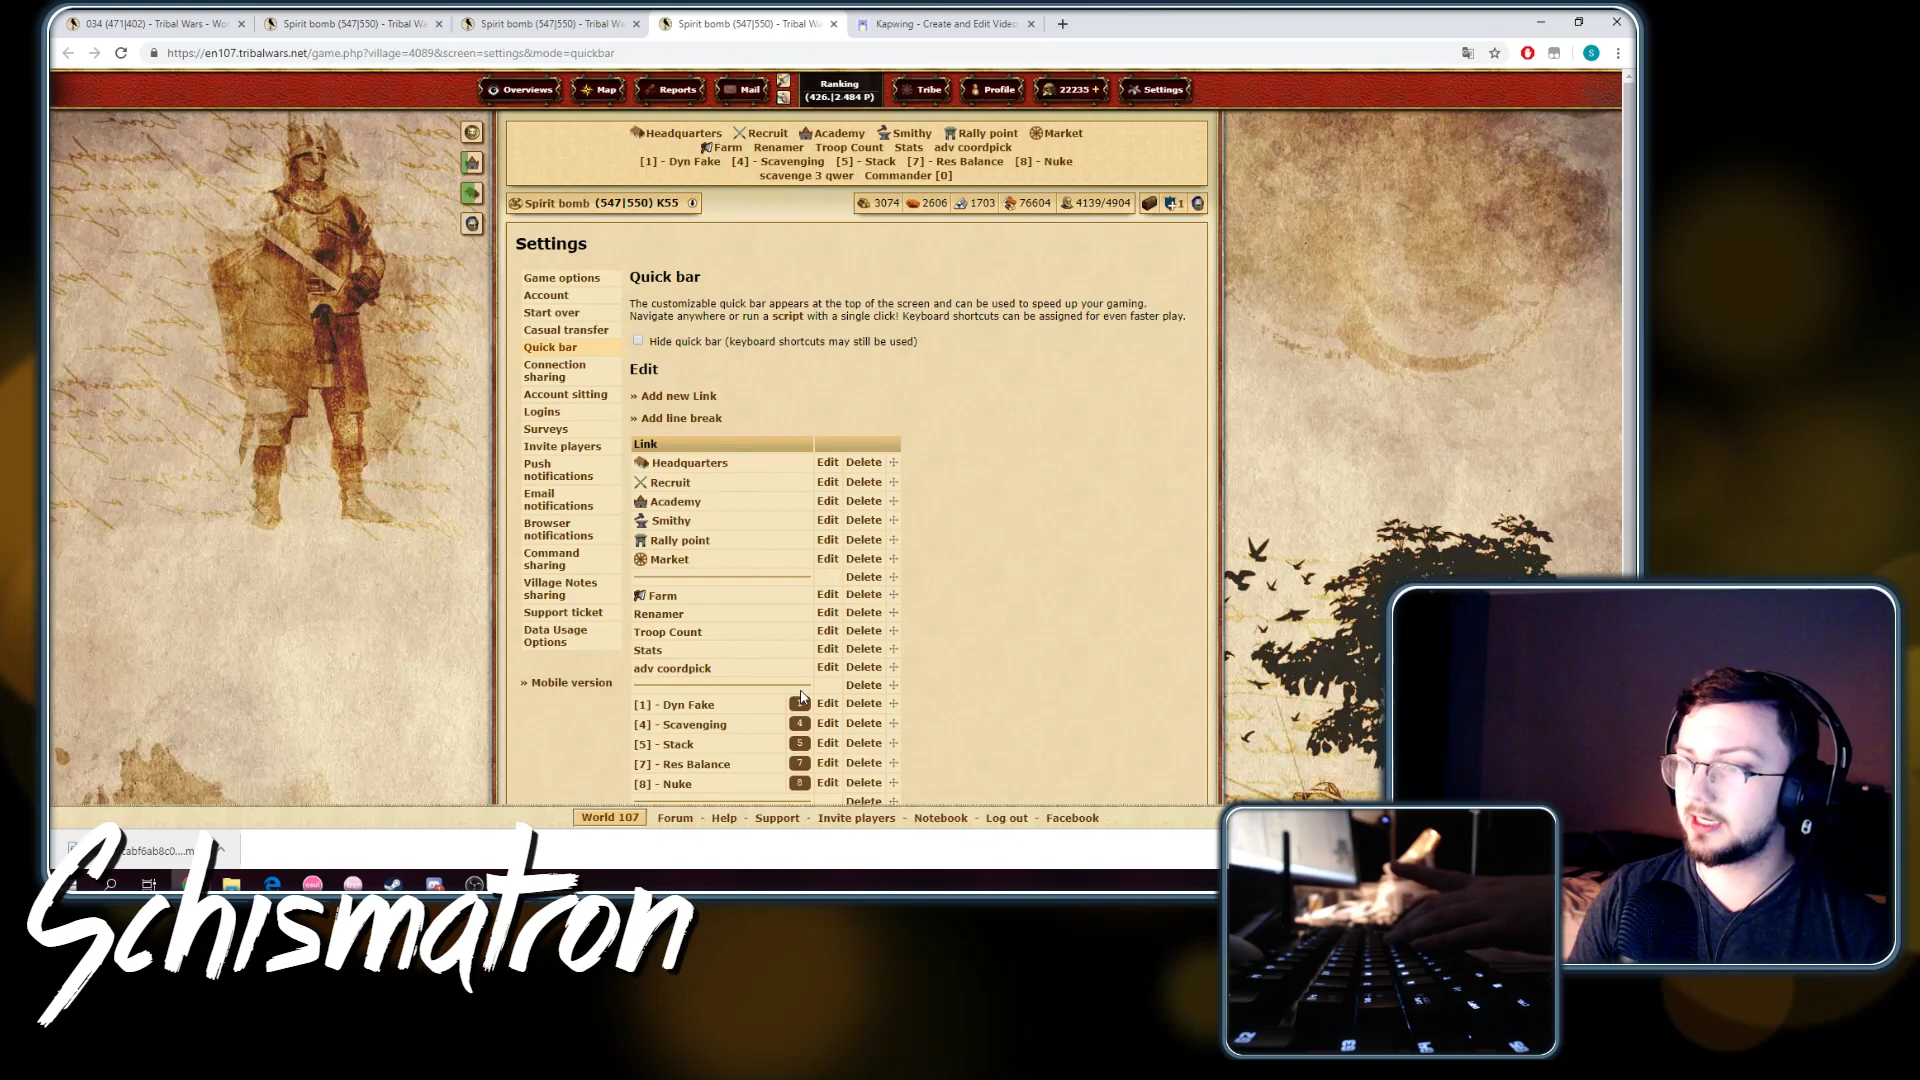 034 (471|402) - Tribal Wars - Wo
Spirit bomb (547|550) - Tribal Wa
Spirit bomb (547|550) - Tribal Wa
Spirit bomb (547|550) - Tribal Wa
Kapwing - Create and Edit Video
https://en107.tribalwars.net/game.php?village=4089&screen=settings&mode=quickbar
S
Overviews
Map
Reports
Mail
Ranking
(426.|2.484 P)
Tribe
Profile
22235 +
Settings
Headquarters Recruit Academy Smithy Rally point Market
Farm Renamer Troop Count Stats adv coordpick
[1] - Dyn Fake [4] - Scavenging [5] - Stack [7] - Res Balance [8] - Nuke
scavenge 3 qwer Commander [0]
Spirit bomb (547|550) K55
3074 2606 1703 76604 4139/4904 1
Settings
Game options
Account
Start over
Casual transfer
Quick bar
Connection
sharing
Account sitting
Logins
Surveys
Invite players
Push
notifications
Email
notifications
Browser
notifications
Command
sharing
Village Notes
sharing
Support ticket
Data Usage
Options
» Mobile version
Quick bar
The customizable quick bar appears at the top of the screen and can be used to speed up your gaming.
Navigate anywhere or run a script with a single click! Keyboard shortcuts can be assigned for even faster play.
Hide quick bar (keyboard shortcuts may still be used)
Edit
» Add new Link
» Add line break
Link
Headquarters Edit Delete
Recruit Edit Delete
Academy Edit Delete
Smithy Edit Delete
Rally point Edit Delete
Market Edit Delete
Delete
Farm Edit Delete
Renamer Edit Delete
Troop Count Edit Delete
Stats Edit Delete
adv coordpick Edit Delete
Delete
[1] - Dyn Fake Edit Delete
[4] - Scavenging 4 Edit Delete
[5] - Stack 5 Edit Delete
[7] - Res Balance 7 Edit Delete
[8] - Nuke 8 Edit Delete
Delete
World 107 Forum - Help - Support - Invite players - Notebook - Log out - Facebook
cabf6ab8c0....m
Schismatron